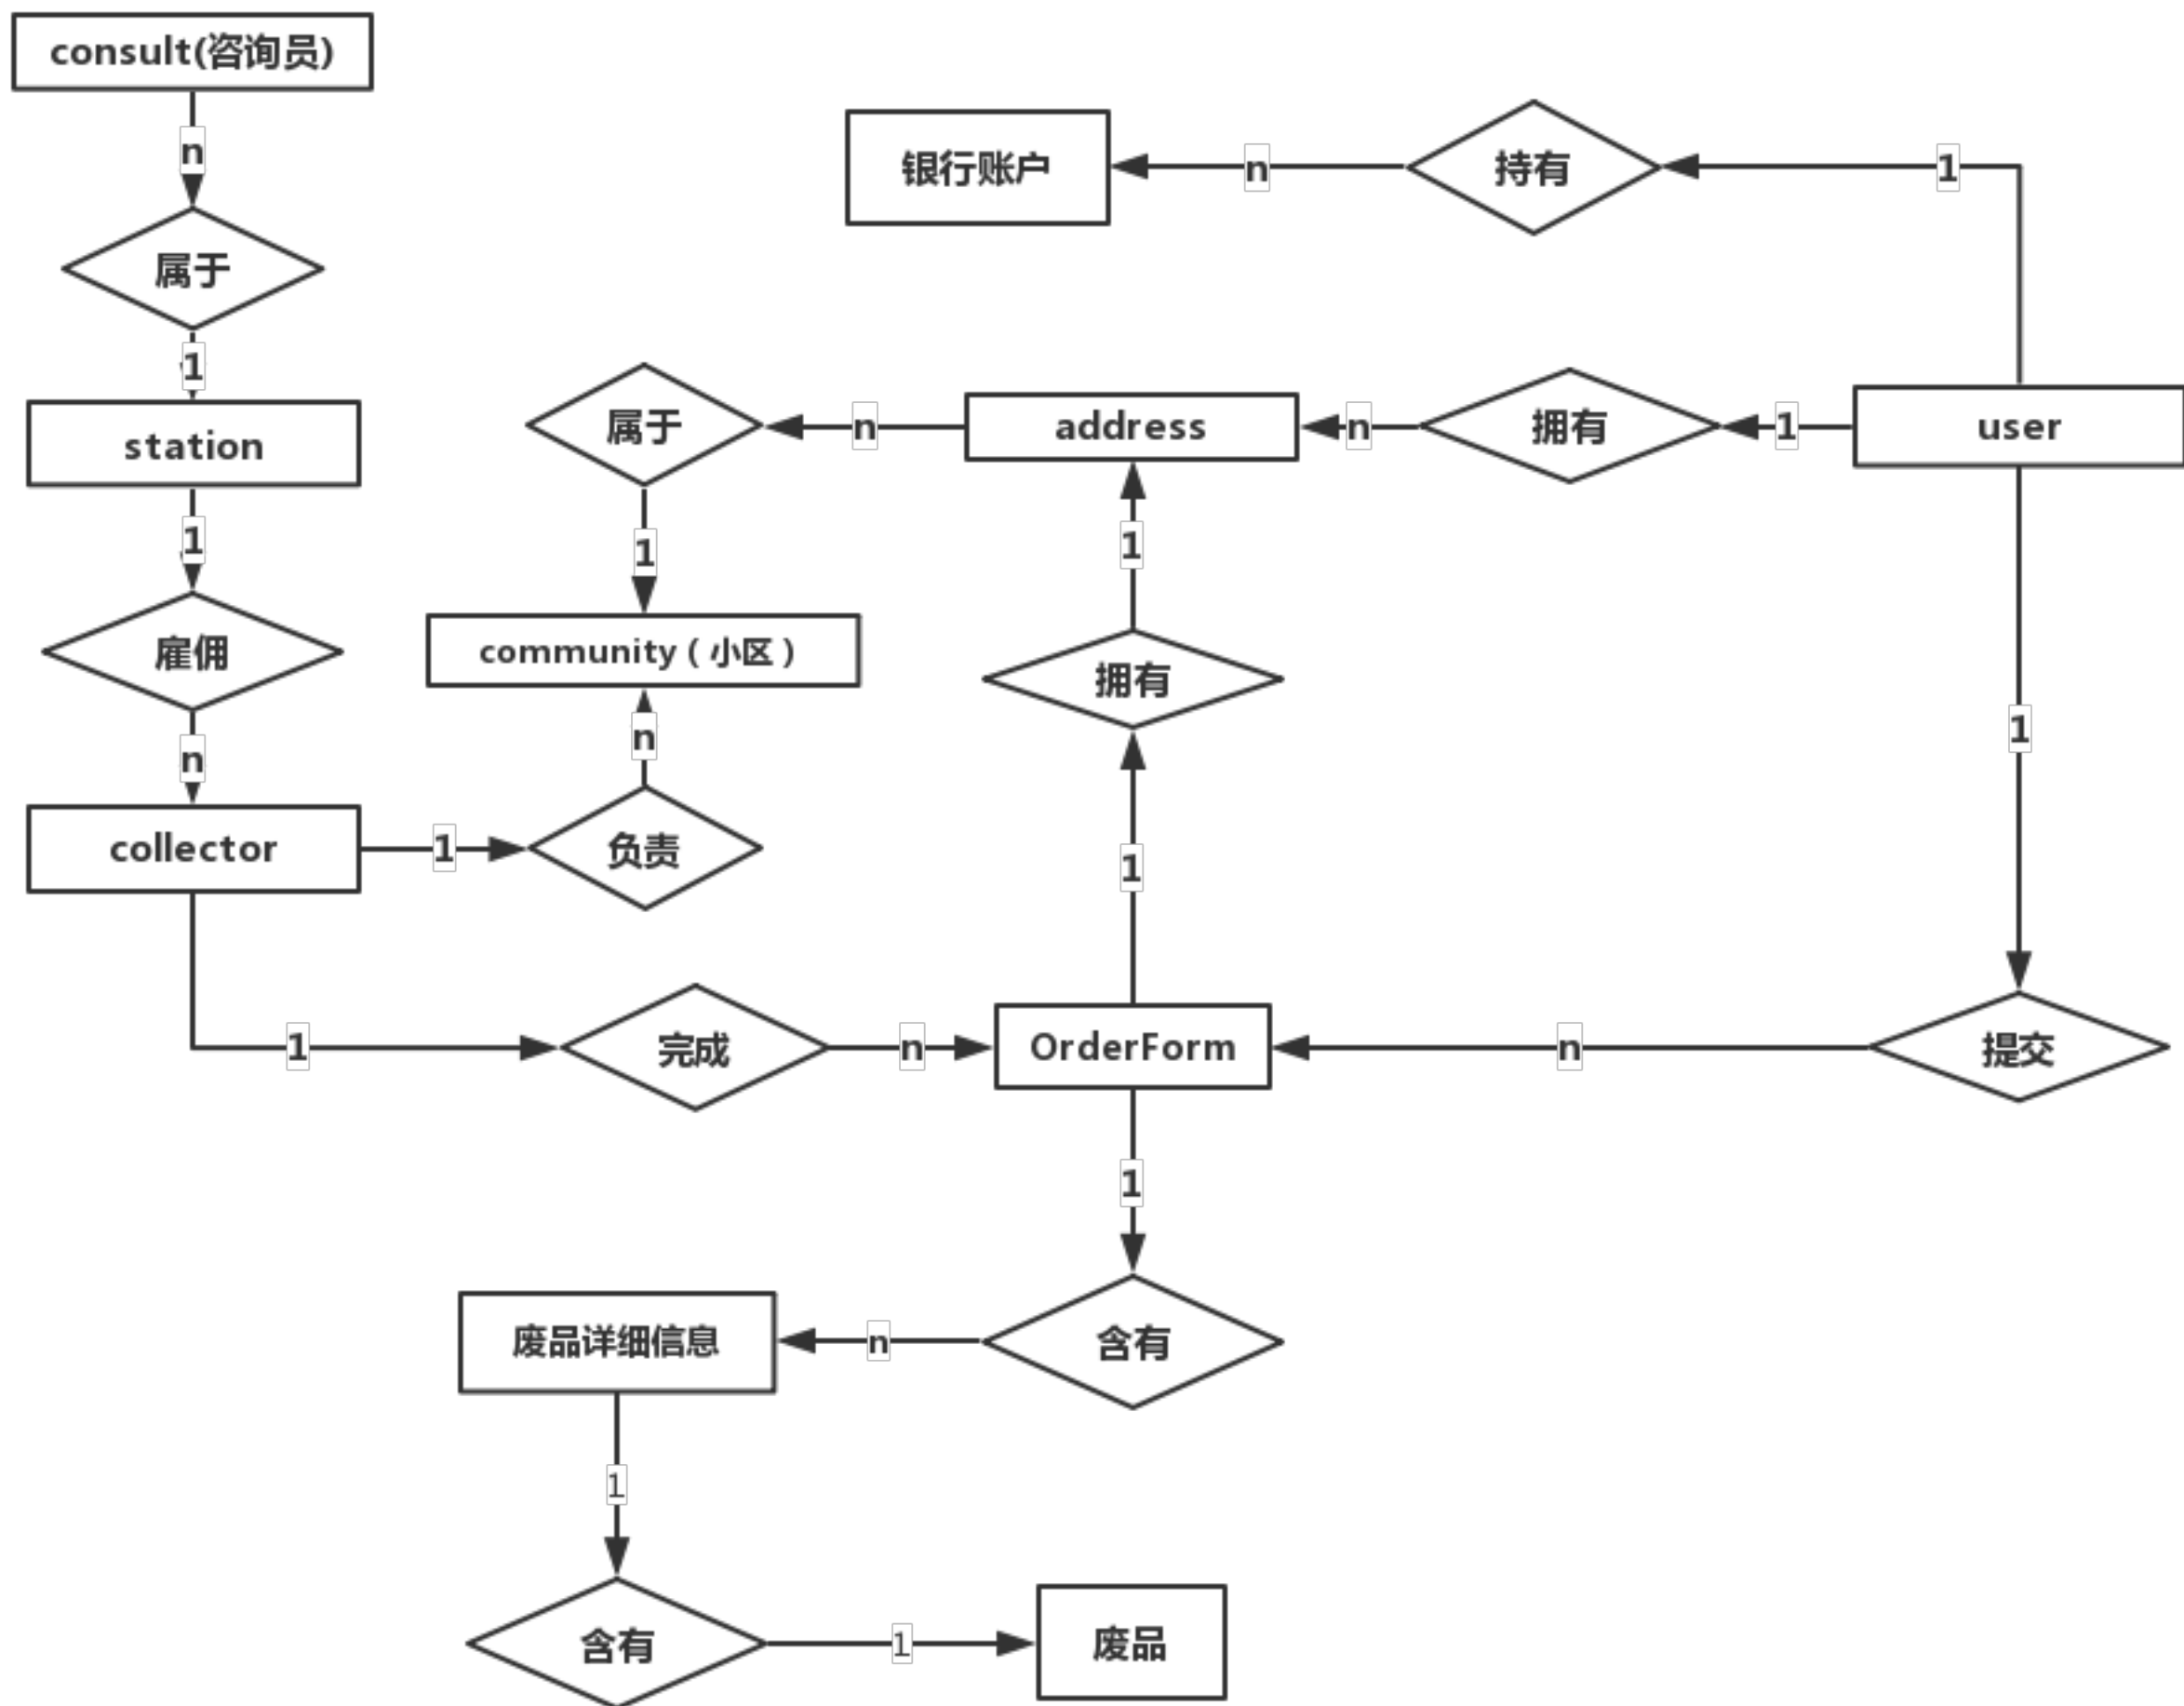 consult(咨询员)
n
银行账户
n
持有
1
属于
1
station
属于
n
address
n
拥有
1
user
1
1
1
雇佣
community ( 小区 )
拥有
1
n
n
collector
1
负责
1
1
完成
n
OrderForm
n
提交
1
废品详细信息
n
含有
1
含有
1
废品